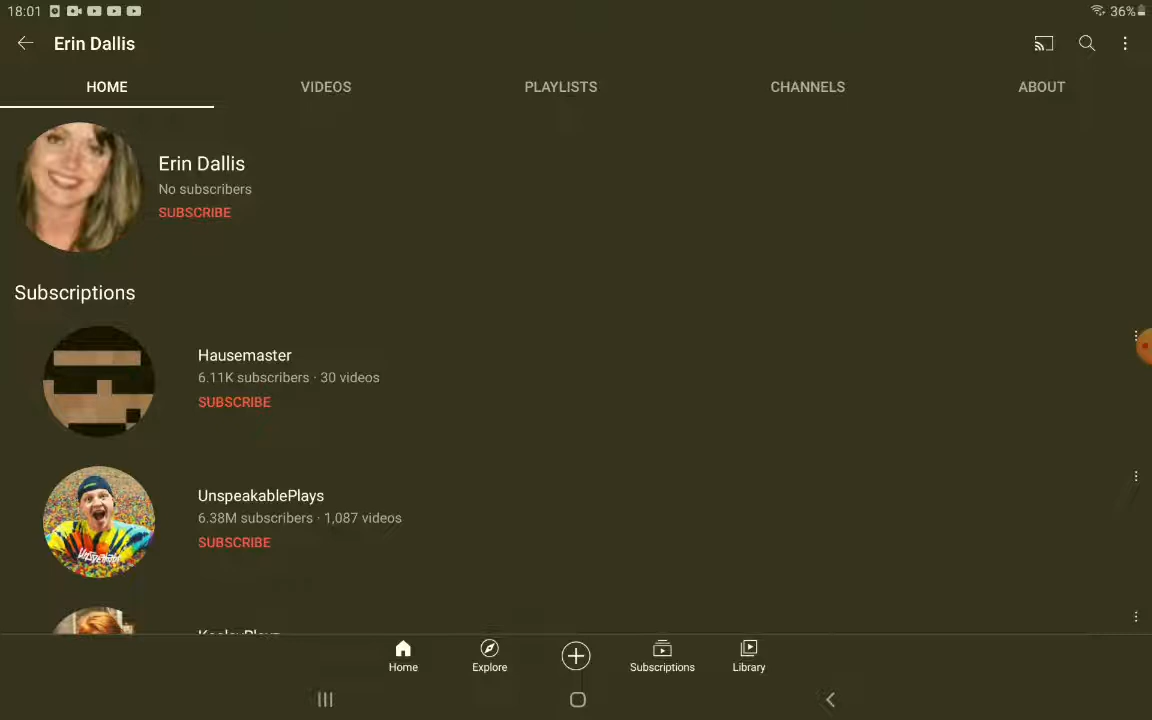 18:01
36%
Erin Dallis
HOME
VIDEOS
PLAYLISTS
CHANNELS
ABOUT
Erin Dallis
No subscribers
SUBSCRIBE
Subscriptions
Hausemaster
6.11K subscribers · 30 videos
SUBSCRIBE
UnspeakablePlays
6.38M subscribers · 1,087 videos
SUBSCRIBE
Home
Explore
Subscriptions
Library